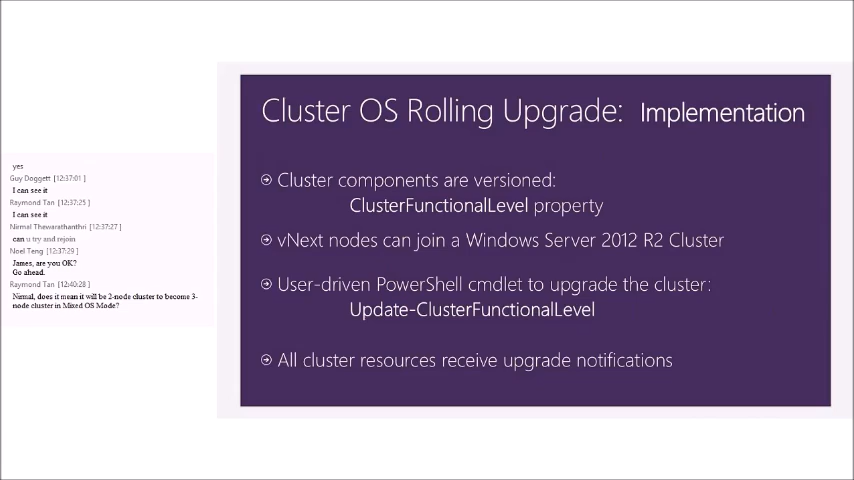 yes
Guy Doggett [12:37:01 ]
I can see it
Raymond Tan [12:37:25 ]
I can see it
Nirmal Thewarathanthri [12:37:27 ]
can u try and rejoin
Noel Teng [12:37:29 ]
James, are you OK?
Go ahead.
Raymond Tan [12:40:28 ]
Nirmal, does it mean it will be 2-node cluster to become 3-
node cluster in Mixed OS Mode?
Cluster OS Rolling Upgrade: Implementation
Cluster components are versioned:
ClusterFunctionalLevel property
vNext nodes can join a Windows Server 2012 R2 Cluster
User-driven PowerShell cmdlet to upgrade the cluster:
Update-ClusterFunctionalLevel
All cluster resources receive upgrade notifications